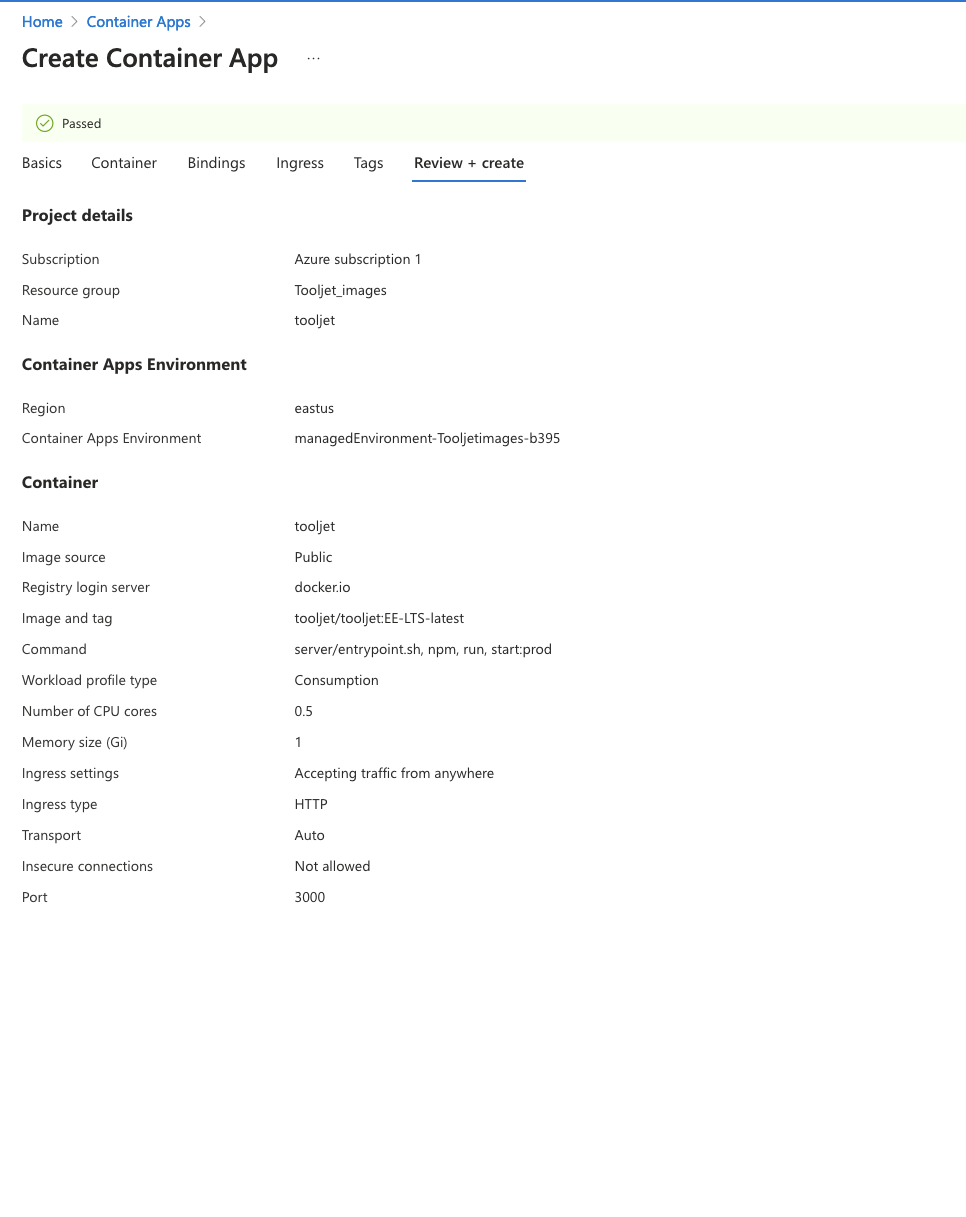 Home > Container Apps >
Create Container App ...
Passed
Basics Container Bindings Ingress Tags Review + create
Project details
Subscription Azure subscription 1
Resource group Tooljet_images
Name tooljet
Container Apps Environment
Region eastus
Container Apps Environment managedEnvironment-Tooljetimages-b395
Container
Name tooljet
Image source Public
Registry login server docker.io
Image and tag tooljet/tooljet:EE-LTS-latest
Command server/entrypoint.sh, npm, run, start:prod
Workload profile type Consumption
Number of CPU cores 0.5
Memory size (Gi) 1
Ingress settings Accepting traffic from anywhere
Ingress type HTTP
Transport Auto
Insecure connections Not allowed
Port 3000